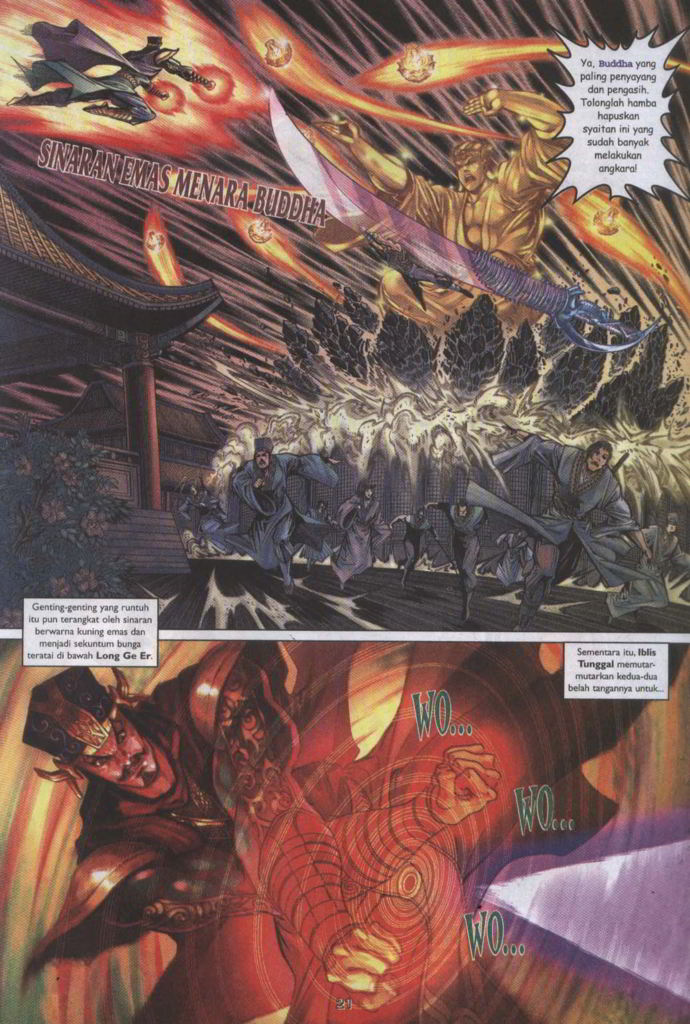 Ya, Buddha yang
paling penyayang
dan pengasih.
Tolonglah hamba
hapuskan
syaitan ini yang
sudah banyak
melakukan
angkara!
SINARAN EMAS MENARA BUDDHA
Genting-genting yang runtuh
itu pun terangkat oleh sinaran
berwarna kuning emas dan
menjadi sekuntum bunga
teratai di bawah Long Ge Er.
Sementara itu, Iblis
Tunggal memutar-
mutarkan kedua-dua
belah tangannya untuk...
WO...
WO...
WO...
21